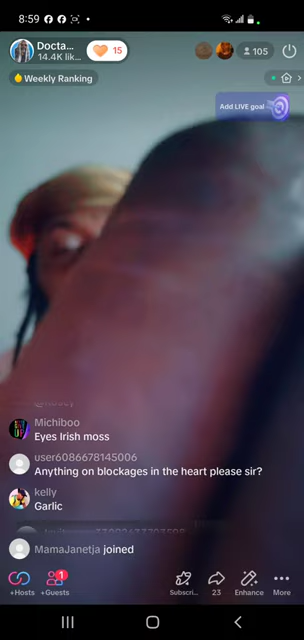 8:59
Docta...
15
14.4K lik...
105
Weekly Ranking
Add LIVE goal
Michiboo
Eyes Irish moss
user6086678145006
Anything on blockages in the heart please sir?
kelly
Garlic
MamaJanetja joined
1
+Hosts
+Guests
Subscri...
23
Enhance
More